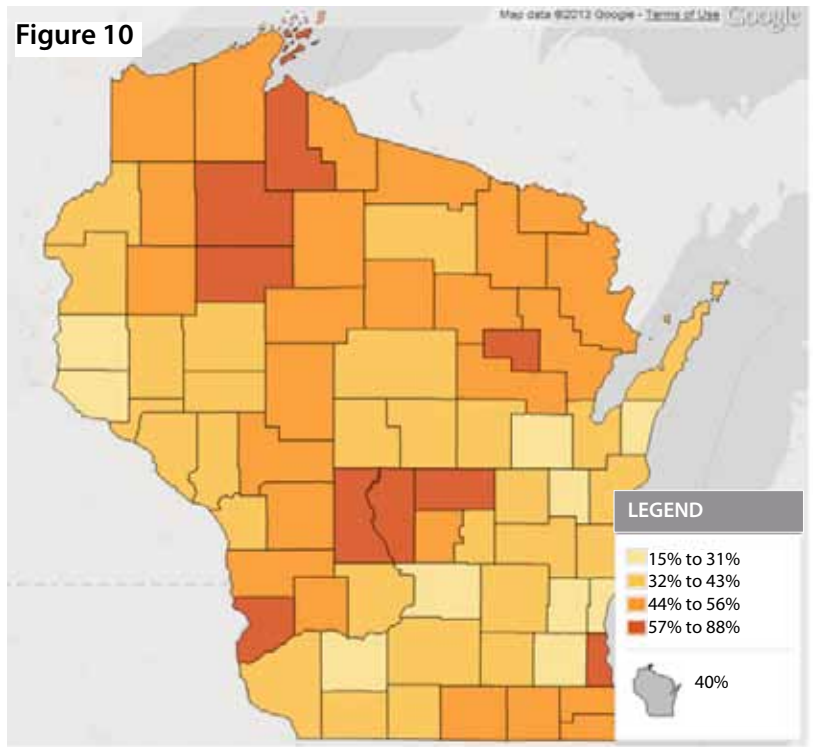 Figure 10
Map data ©2013 Google - Terms of Use Google
LEGEND
15% to 31%
32% to 43%
44% to 56%
57% to 88%
40%